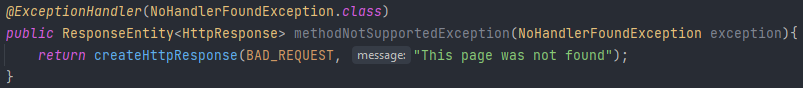 @ExceptionHandler(NoHandlerFoundException.class)
public ResponseEntity<HttpResponse> methodNotSupportedException(NoHandlerFoundException exception){
return createHttpResponse(BAD_REQUEST, message: "This page was not found");
}